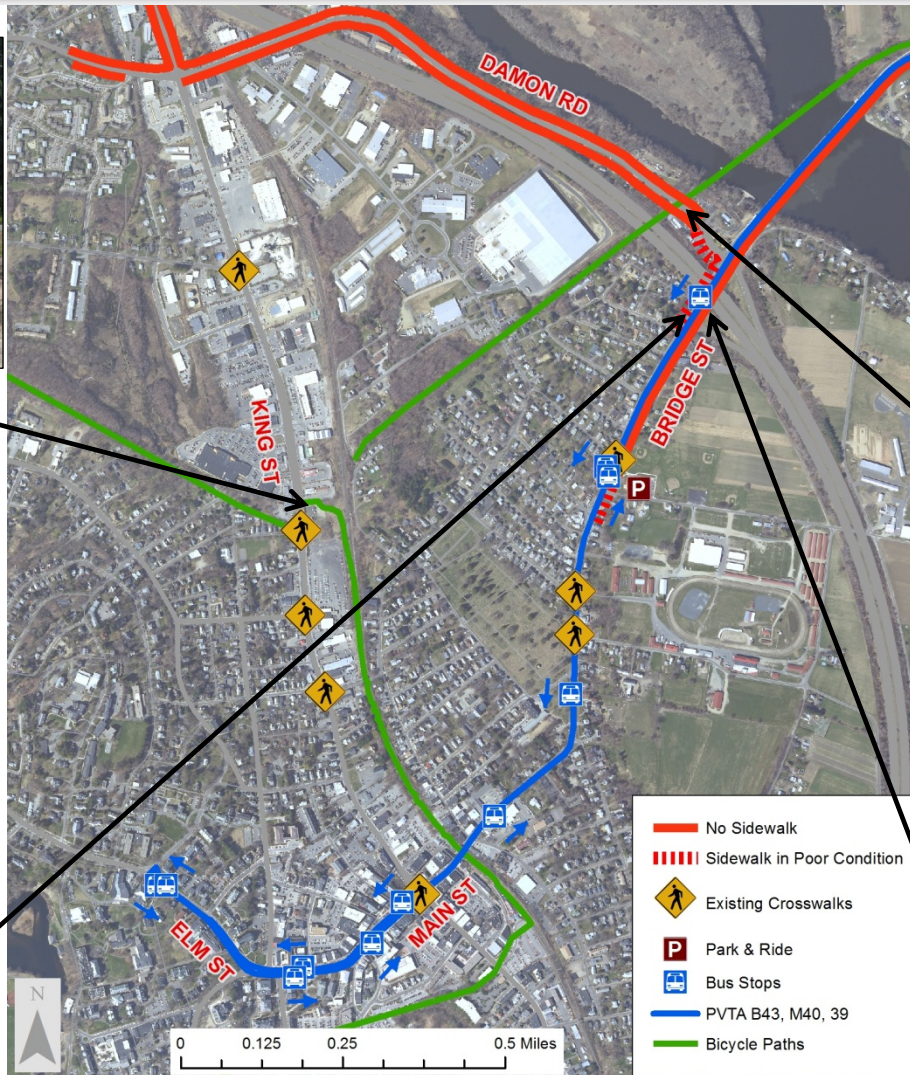 DAMON RD
KING ST
BRIDGE ST
P
MAIN ST
ELM ST
No Sidewalk
Sidewalk in Poor Condition
Existing Crosswalks
P Park & Ride
Bus Stops
PVTA B43, M40, 39
Bicycle Paths
N
0 0.125 0.25 0.5 Miles